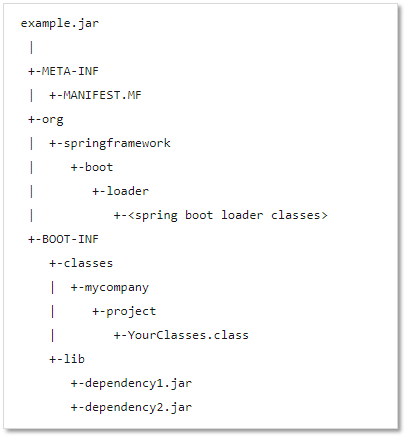 example.jar
 |
 +-META-INF
 |  +-MANIFEST.MF
 +-org
 |  +-springframework
 |     +-boot
 |        +-loader
 |           +-<spring boot loader classes>
 +-BOOT-INF
    +-classes
    |  +-mycompany
    |     +-project
    |        +-YourClasses.class
    +-lib
       +-dependency1.jar
       +-dependency2.jar